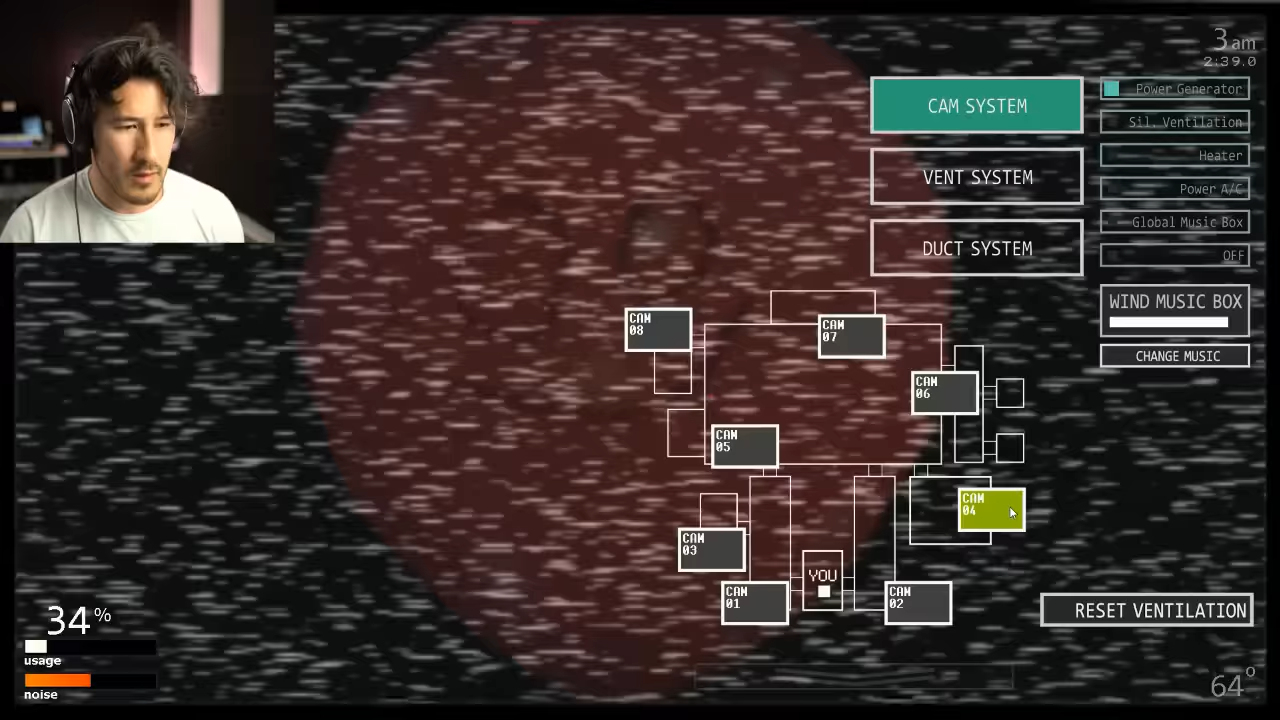 3 am
2:39.0
CAM SYSTEM
VENT SYSTEM
DUCT SYSTEM
Power Generator
Sil. Ventilation
Heater
Power A/C
Global Music Box
OFF
WIND MUSIC BOX
CHANGE MUSIC
CAM
08
CAM
07
CAM
06
CAM
05
CAM
04
CAM
03
YOU
CAM
01
CAM
02
RESET VENTILATION
34%
usage
noise
64°